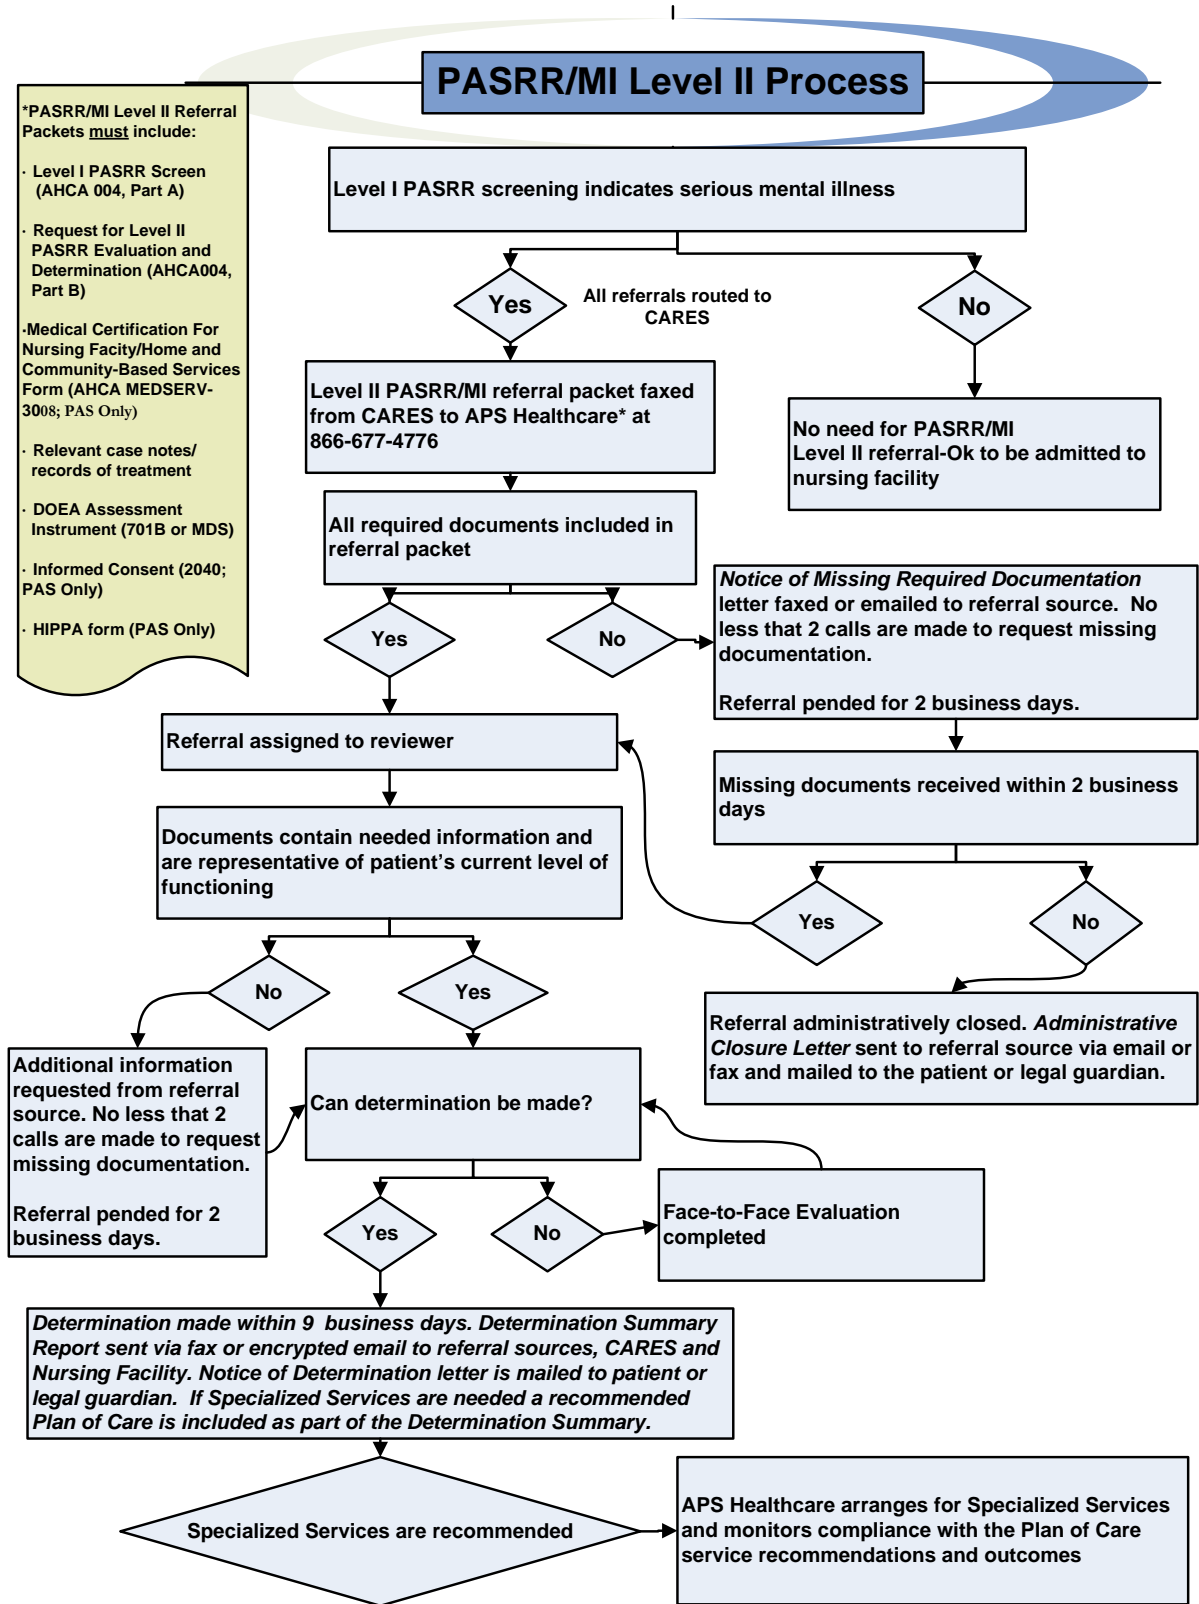 PASRR/MI Level II Process
*PASRR/MI Level II Referral
Packets must include:
· Level I PASRR Screen
(AHCA 004, Part A)
· Request for Level II
PASRR Evaluation and
Determination (AHCA004,
Part B)
·Medical Certification For
Nursing Facity/Home and
Community-Based Services
Form (AHCA MEDSERV-
3008; PAS Only)
· Relevant case notes/
records of treatment
· DOEA Assessment
Instrument (701B or MDS)
· Informed Consent (2040;
PAS Only)
· HIPPA form (PAS Only)
Level I PASRR screening indicates serious mental illness
Yes
All referrals routed to
CARES
No
Level II PASRR/MI referral packet faxed
from CARES to APS Healthcare* at
866-677-4776
No need for PASRR/MI
Level II referral-Ok to be admitted to
nursing facility
All required documents included in
referral packet
Yes
No
Notice of Missing Required Documentation
letter faxed or emailed to referral source.  No
less that 2 calls are made to request missing
documentation.
Referral pended for 2 business days.
Referral assigned to reviewer
Missing documents received within 2 business
days
Documents contain needed information and
are representative of patient's current level of
functioning
Yes
No
No
Yes
Referral administratively closed. Administrative
Closure Letter sent to referral source via email or
fax and mailed to the patient or legal guardian.
Additional information
requested from referral
source. No less that 2
calls are made to request
missing documentation.
Referral pended for 2
business days.
Can determination be made?
Yes
No
Face-to-Face Evaluation
completed
Determination made within 9  business days. Determination Summary
Report sent via fax or encrypted email to referral sources, CARES and
Nursing Facility. Notice of Determination letter is mailed to patient or
legal guardian.  If Specialized Services are needed a recommended
Plan of Care is included as part of the Determination Summary.
Specialized Services are recommended
APS Healthcare arranges for Specialized Services
and monitors compliance with the Plan of Care
service recommendations and outcomes